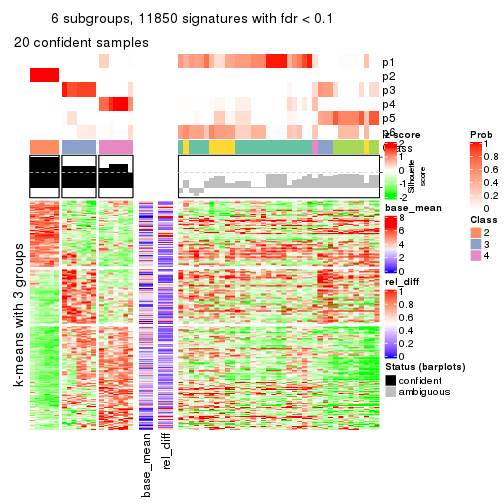 6 subgroups, 11850 signatures with fdr < 0.1
20 confident samples
p1
p2
p3
p4
p5
p6
Class
z-score
2
1
0
-1
-2
Silhouette
score
Prob
1
0.8
0.6
0.4
0.2
0
base_mean
8
6
4
2
0
Class
2
3
4
rel_diff
1
0.8
0.6
0.4
0.2
0
Status (barplots)
confident
ambiguous
k-means with 3 groups
base_mean
rel_diff